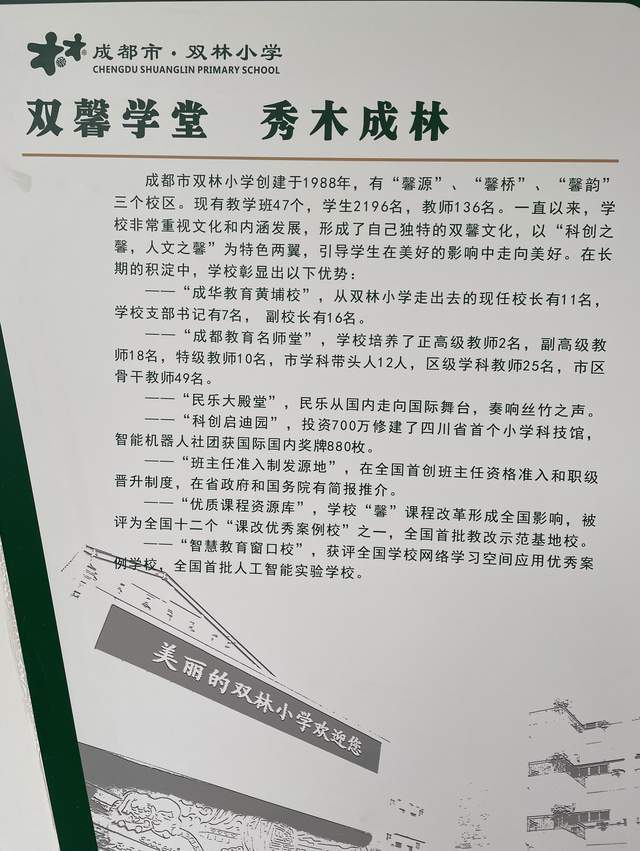 成都市·双林小学
CHENGDU SHUANGLIN PRIMARY SCHOOL
双馨学堂 秀木成林
成都市双林小学创建于1988年，有“馨源”、“馨桥”、“馨韵”
三个校区。现有教学班47个，学生2196名，教师136名。一直以来，学
校非常重视文化和内涵发展，形成了自己独特的双馨文化，以“科创之
馨，人文之馨”为特色两翼，引导学生在美好的影响中走向美好。在长
期的积淀中，学校彰显出以下优势：
——“成华教育黄埔校”，从双林小学走出去的现任校长有11名，
学校支部书记有7名， 副校长有16名。
——“成都教育名师堂”，学校培养了正高级教师2名，副高级教
师18名，特级教师10名，市学科带头人12人，区级学科教师25名，市区
骨干教师49名。
——“民乐大殿堂”，民乐从国内走向国际舞台，奏响丝竹之声。
——“科创启迪园”，投资700万修建了四川省首个小学科技馆，
智能机器人社团获国际国内奖牌880枚。
——“班主任准入制发源地”，在全国首创班主任资格准入和职级
晋升制度，在省政府和国务院有简报推介。
——“优质课程资源库”，学校“馨”课程改革形成全国影响，被
评为全国十二个“课改优秀案例校”之一，全国首批教改示范基地校。
——“智慧教育窗口校”，获评全国学校网络学习空间应用优秀案
例学校，全国首批人工智能实验学校。
美丽的双林小学欢迎您